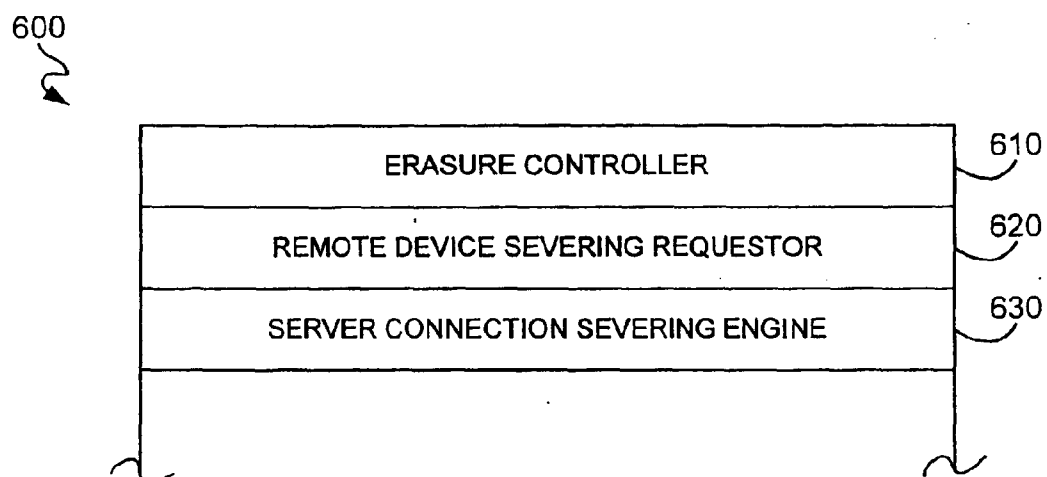 600
ERASURE CONTROLLER
610
REMOTE DEVICE SEVERING REQUESTOR
620
SERVER CONNECTION SEVERING ENGINE
630